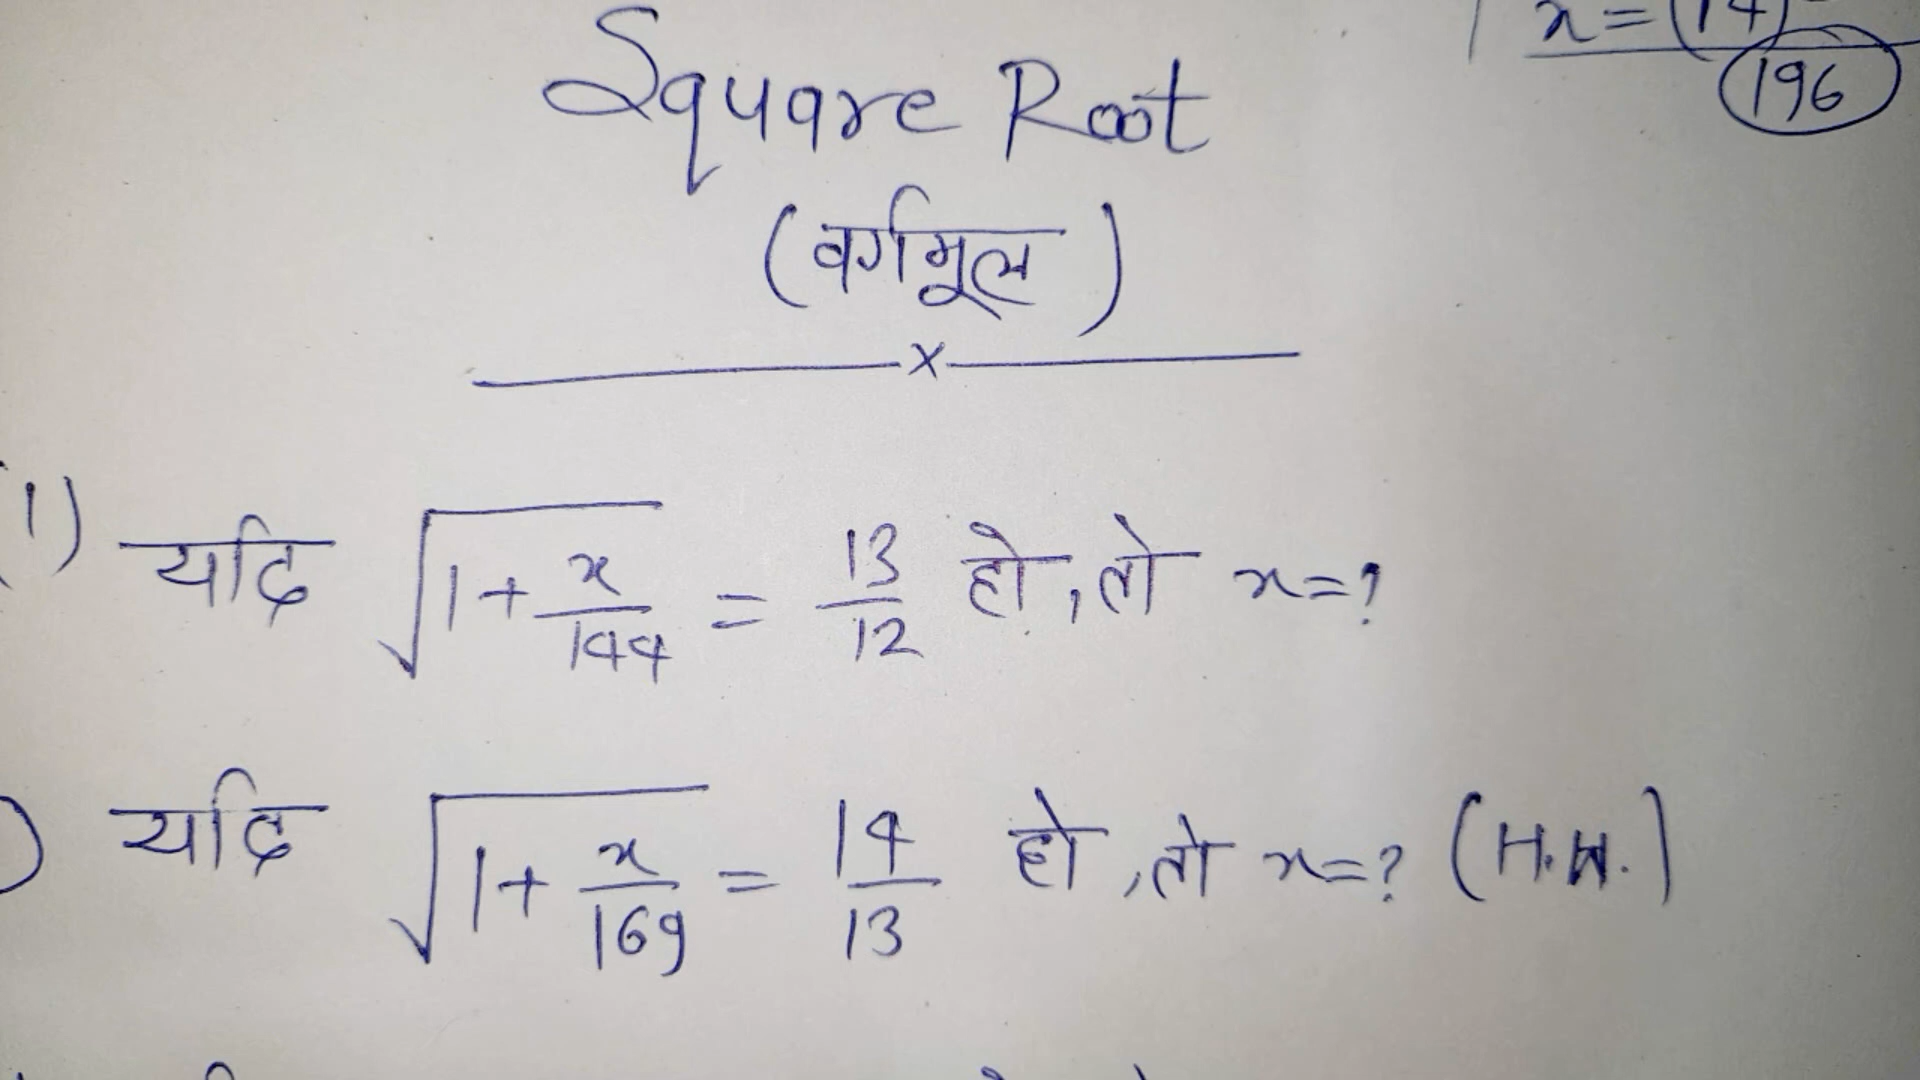 Square Root
(वर्गमूल)
x
x = (14)
196
1) यदि √1+x/144 = 13/12 हो, तो x=?
) यदि √1+x/169 = 14/13 हो, तो x=? (H.W.)